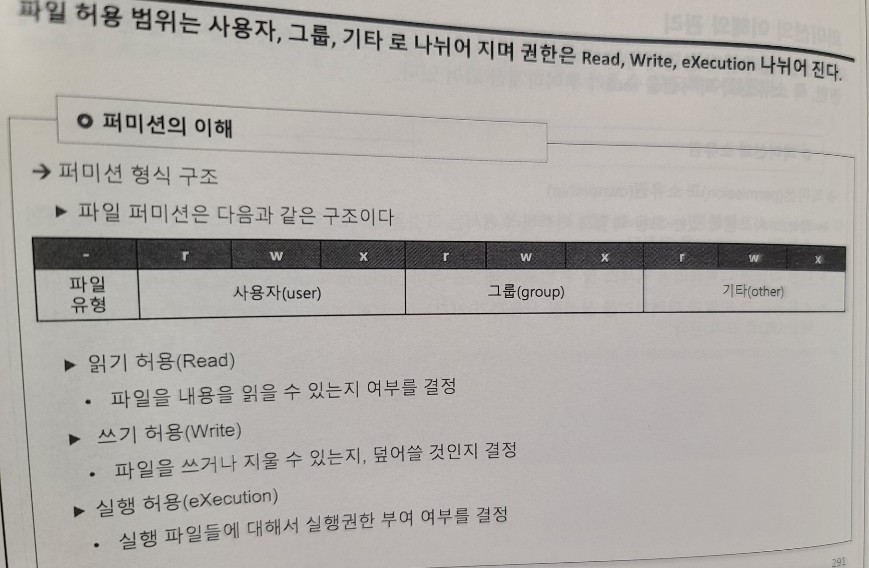 파일 허용 범위는 사용자, 그룹, 기타 로 나뉘어 지며 권한은 Read, Write, eXecution 나뉘어 진다.
퍼미션의 이해
→ 퍼미션 형식 구조
▶ 파일 퍼미션은 다음과 같은 구조이다
- r w x r w x r w x
파일 유형 사용자(user) 그룹(group) 기타(other)
▶ 읽기 허용(Read)
• 파일을 내용을 읽을 수 있는지 여부를 결정
▶ 쓰기 허용(Write)
• 파일을 쓰거나 지울 수 있는지, 덮어쓸 것인지 결정
▶ 실행 허용(eXecution)
• 실행 파일들에 대해서 실행권한 부여 여부를 결정
291